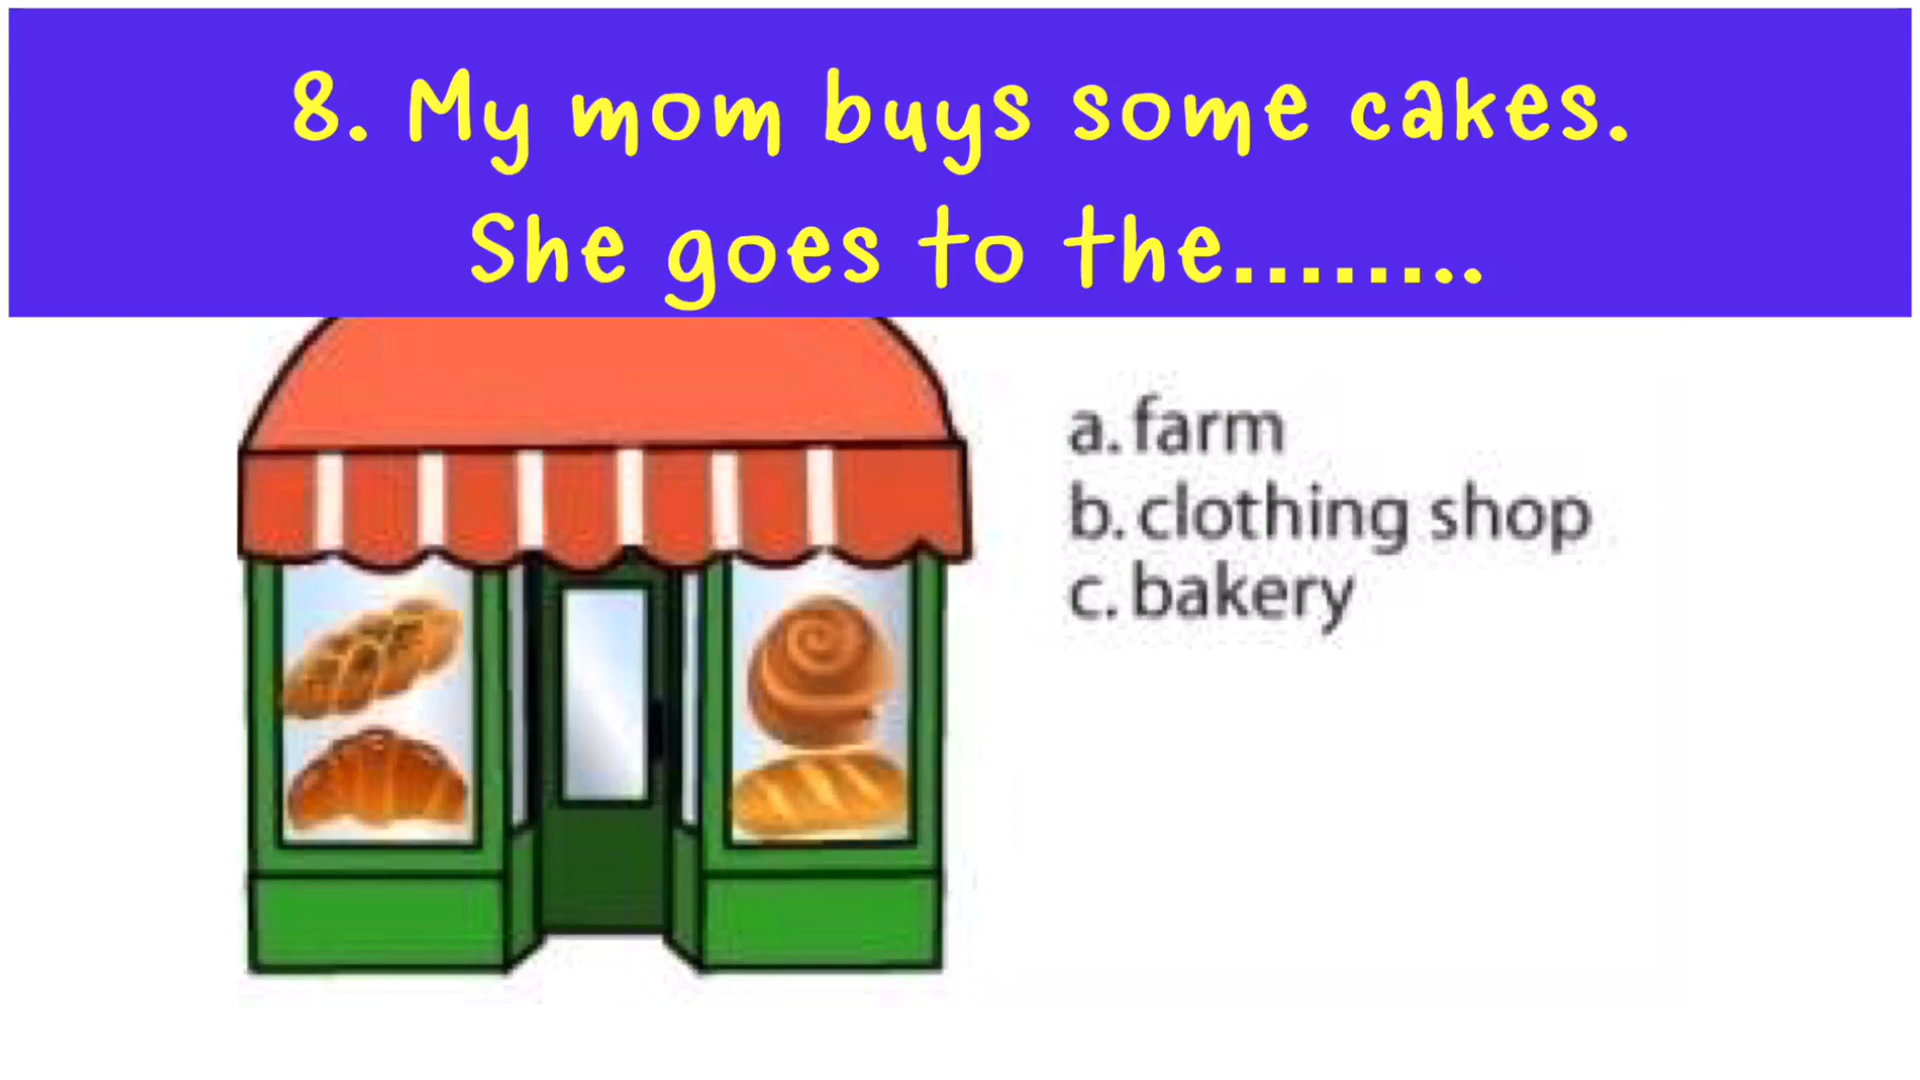 8. My mom buys some cakes.
She goes to the........
a. farm
b. clothing shop
c. bakery